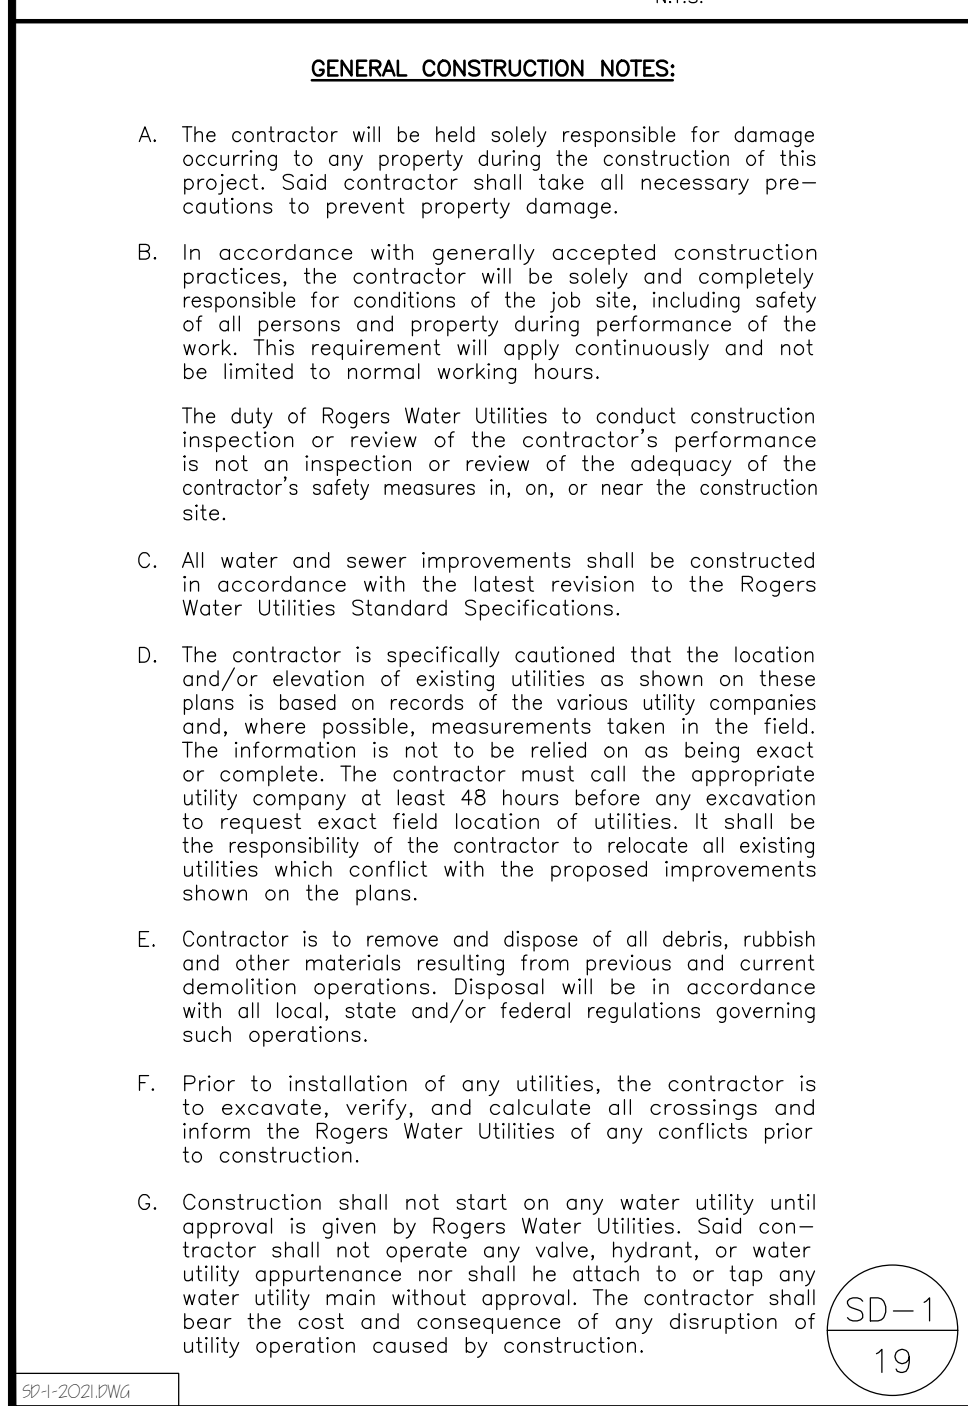 N.T.S.
GENERAL CONSTRUCTION NOTES:
A. The contractor will be held solely responsible for damage
occurring to any property during the construction of this
project. Said contractor shall take all necessary pre–
cautions to prevent property damage.
B. In accordance with generally accepted construction
practices, the contractor will be solely and completely
responsible for conditions of the job site, including safety
of all persons and property during performance of the
work. This requirement will apply continuously and not
be limited to normal working hours.
The duty of Rogers Water Utilities to conduct construction
inspection or review of the contractor's performance
is not an inspection or review of the adequacy of the
contractor's safety measures in, on, or near the construction
site.
C. All water and sewer improvements shall be constructed
in accordance with the latest revision to the Rogers
Water Utilities Standard Specifications.
D. The contractor is specifically cautioned that the location
and/or elevation of existing utilities as shown on these
plans is based on records of the various utility companies
and, where possible, measurements taken in the field.
The information is not to be relied on as being exact
or complete. The contractor must call the appropriate
utility company at least 48 hours before any excavation
to request exact field location of utilities. It shall be
the responsibility of the contractor to relocate all existing
utilities which conflict with the proposed improvements
shown on the plans.
E. Contractor is to remove and dispose of all debris, rubbish
and other materials resulting from previous and current
demolition operations. Disposal will be in accordance
with all local, state and/or federal regulations governing
such operations.
F. Prior to installation of any utilities, the contractor is
to excavate, verify, and calculate all crossings and
inform the Rogers Water Utilities of any conflicts prior
to construction.
G. Construction shall not start on any water utility until
approval is given by Rogers Water Utilities. Said con–
tractor shall not operate any valve, hydrant, or water
utility appurtenance nor shall he attach to or tap any
water utility main without approval. The contractor shall
bear the cost and consequence of any disruption of
utility operation caused by construction.
SD–1
19
SD-1-2021.DWG